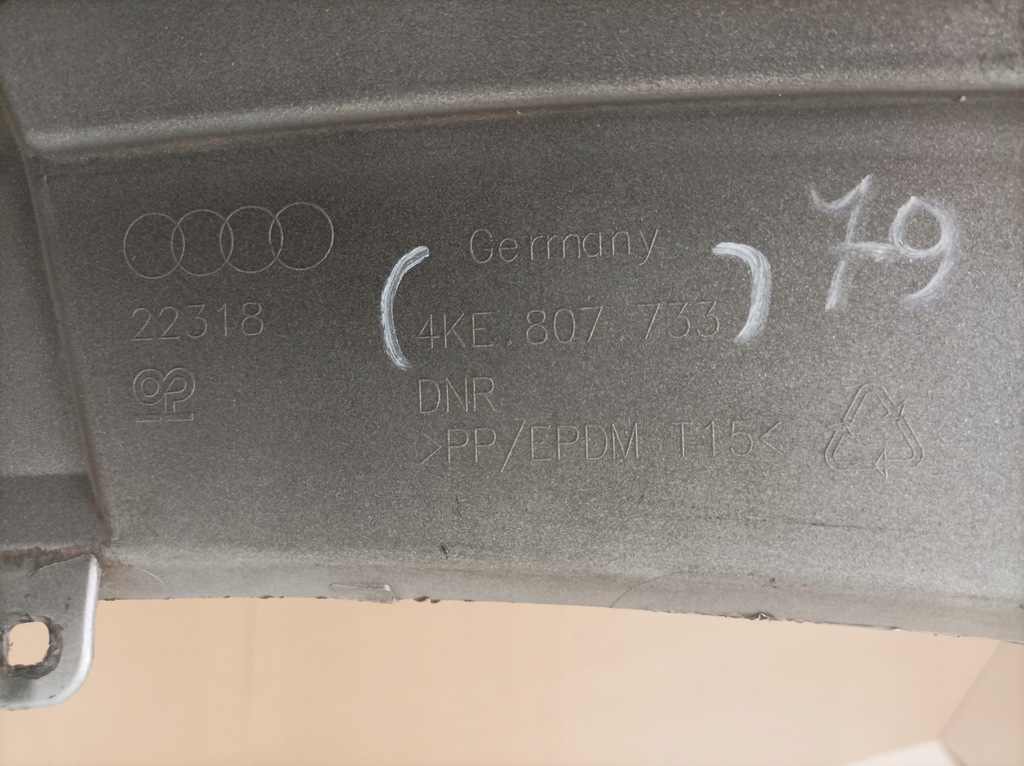 Germany
79
22318
4KE.807.733
DNR
>PP/EPDM T15<